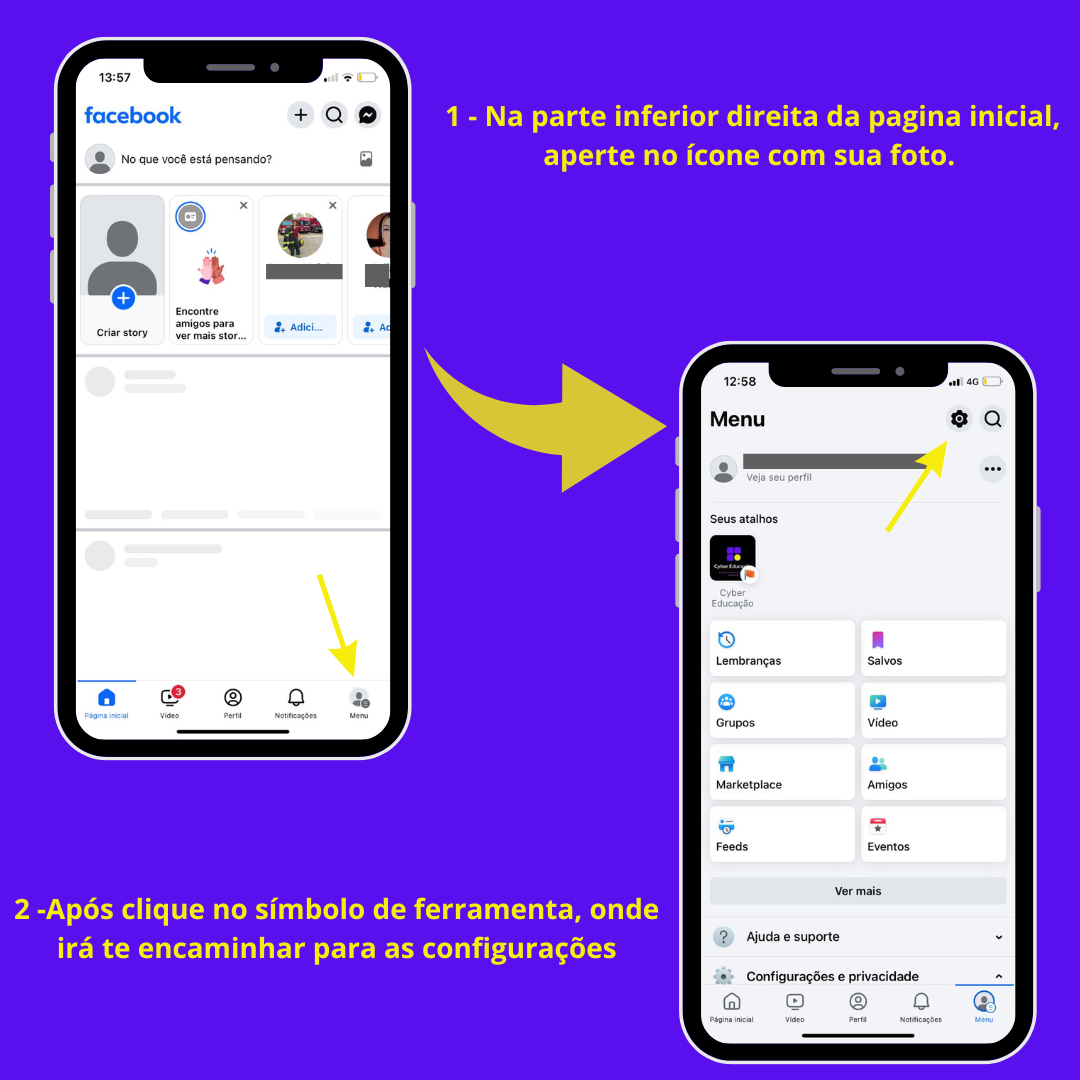 13:57
facebook
No que você está pensando?
Criar story
Encontre
amigos para
ver mais stor...
Adici...
Ad
3
Página inicial
Vídeo
Perfil
Notificações
Menu
1 - Na parte inferior direita da pagina inicial,
aperte no ícone com sua foto.
12:58
4G
Menu
Veja seu perfil
Seus atalhos
Cyber Educação
Cyber
Educação
Lembranças
Salvos
Grupos
Vídeo
Marketplace
Amigos
Feeds
Eventos
Ver mais
Ajuda e suporte
Configurações e privacidade
Página inicial
Vídeo
Perfil
Notificações
Menu
2 -Após clique no símbolo de ferramenta, onde
irá te encaminhar para as configurações